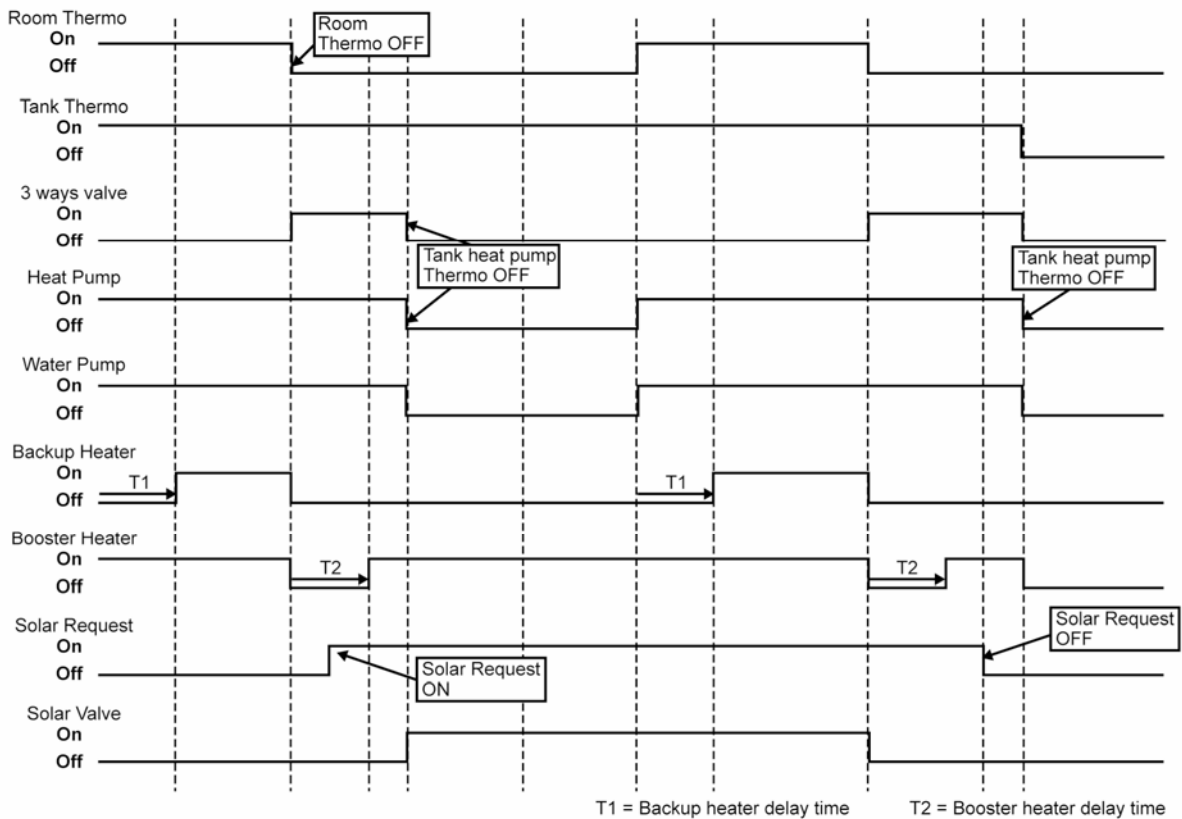 Room Thermo
On
Off
Room
Thermo OFF
Tank Thermo
On
Off
3 ways valve
On
Off
Tank heat pump
Thermo OFF
Tank heat pump
Thermo OFF
Heat Pump
On
Off
Water Pump
On
Off
Backup Heater
On
Off
T1
T1
Booster Heater
On
Off
T2
T2
Solar Request
On
Off
Solar Request
ON
Solar Request
OFF
Solar Valve
On
Off
T1 = Backup heater delay time
T2 = Booster heater delay time